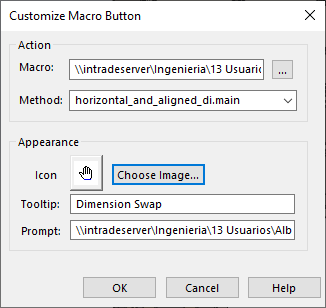 Customize Macro Button
Action
Macro: \\intradeserver\Ingenieria\13 Usuario ...
Method: horizontal_and_aligned_di.main
Appearance
Icon Choose Image...
Tooltip: Dimension Swap
Prompt: \\intradeserver\Ingenieria\13 Usuarios\Alb
OK Cancel Help